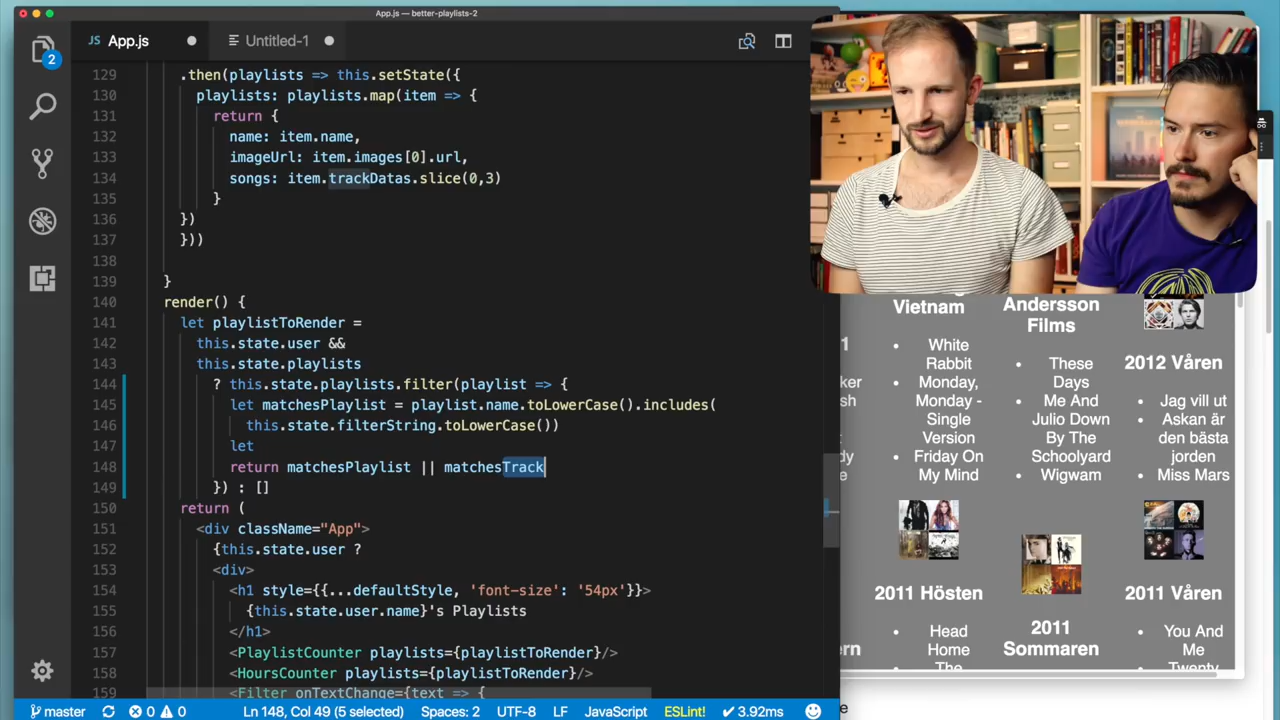 App.js — better-playlists-2
JS App.js
Untitled-1
2
129 .then(playlists => this.setState({
130 playlists: playlists.map(item => {
131 return {
132 name: item.name,
133 imageUrl: item.images[0].url,
134 songs: item.trackDatas.slice(0,3)
135 }
136 })
137 }))
138
139 }
140 render() {
141 let playlistToRender =
142 this.state.user &&
143 this.state.playlists
144 ? this.state.playlists.filter(playlist => {
145 let matchesPlaylist = playlist.name.toLowerCase().includes(
146 this.state.filterString.toLowerCase())
147 let
148 return matchesPlaylist || matchesTrack
149 }) : []
150 return (
151 <div className="App">
152 {this.state.user ?
153 <div>
154 <h1 style={{...defaultStyle, 'font-size': '54px'}}>
155 {this.state.user.name}'s Playlists
156 </h1>
157 <PlaylistCounter playlists={playlistToRender}/>
158 <HoursCounter playlists={playlistToRender}/>
159 <Filter onTextChange={text => {
master
0
0
Ln 148, Col 49 (5 selected)
Spaces: 2
UTF-8
LF
JavaScript
ESLint!
✔ 3.92ms
Vietnam
White
Rabbit
Monday,
Monday -
Single
Version
Friday On
My Mind
Andersson
Films
These
Days
Me And
Julio Down
By The
Schoolyard
Wigwam
2012 Våren
Jag vill ut
Askan är
den bästa
jorden
Miss Mars
2011 Hösten
Head
Home
The
2011
Sommaren
2011 Våren
You And
Me
Twenty